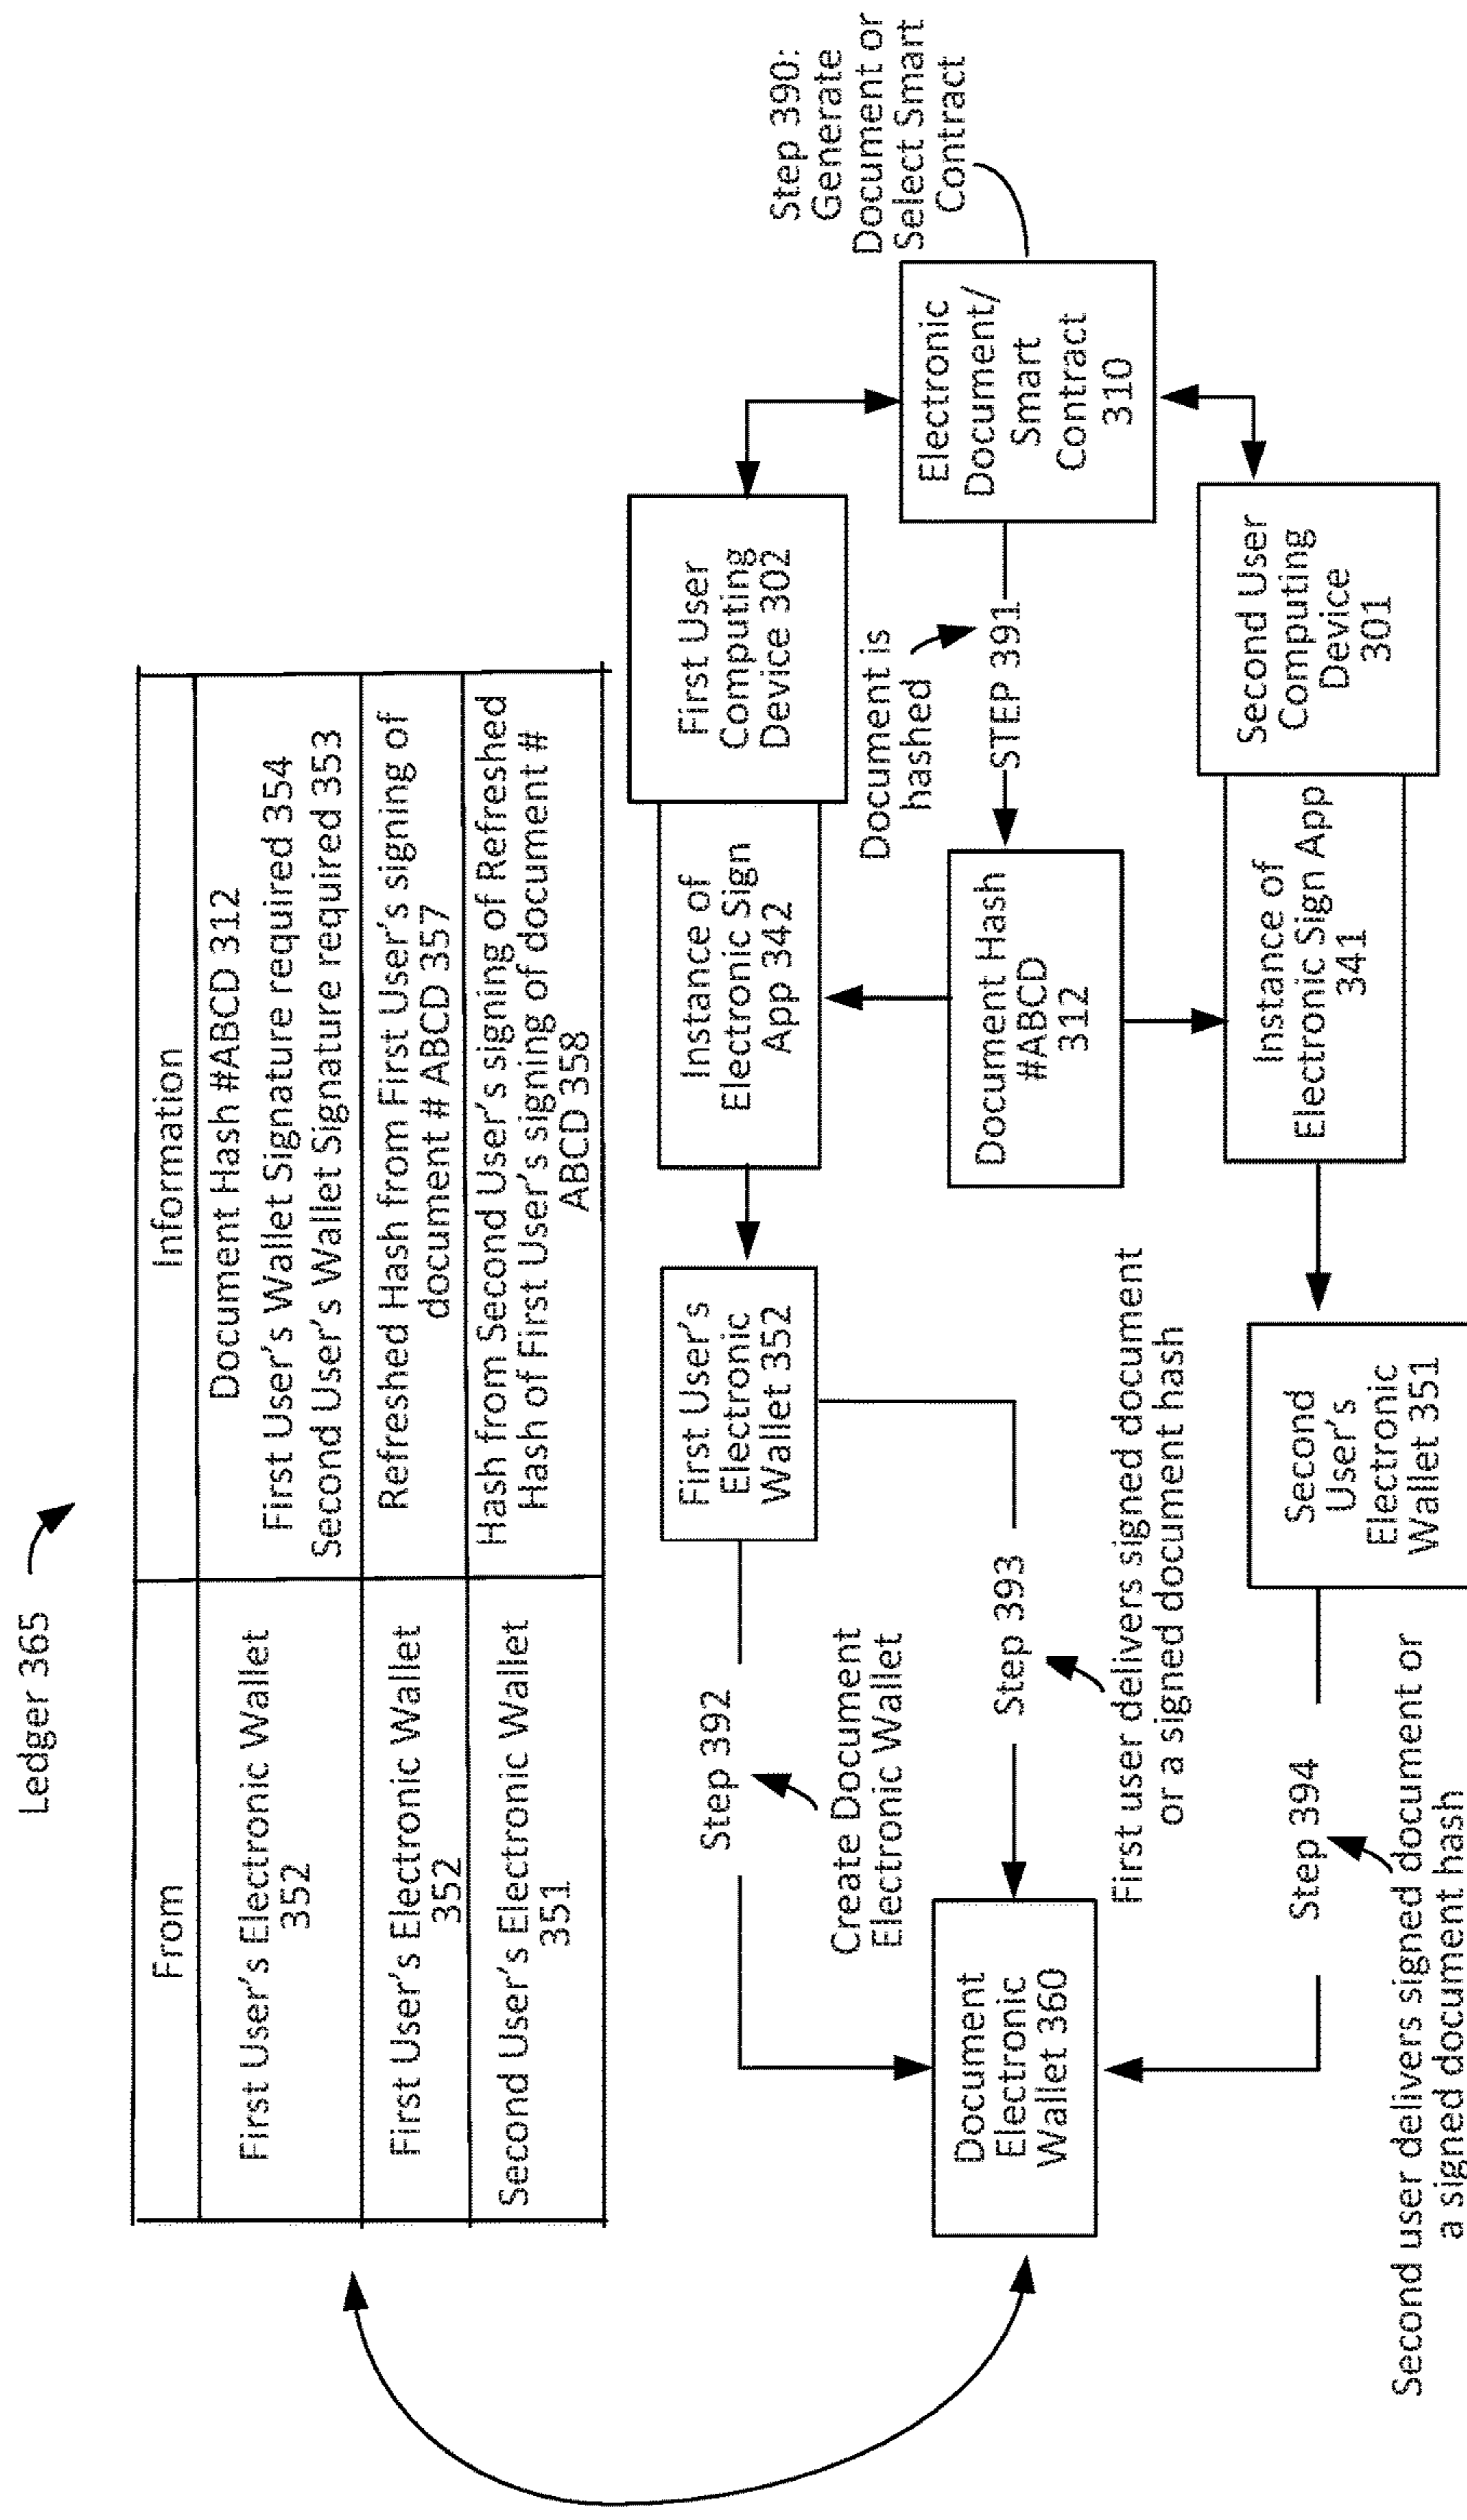 Ledger 365
From
Information
First User's Electronic Wallet
352
Document Hash #ABCD 312
First User's Wallet Signature required 354
Second User's Wallet Signature required 353
First User's Electronic Wallet
352
Refreshed Hash from First User's signing of
document # ABCD 357
Second User's Electronic Wallet
351
Hash from Second User's signing of Refreshed
Hash of First User's signing of document #
ABCD 358
Step 392
Create Document
Electronic Wallet
First User's
Electronic
Wallet 352
Instance of
Electronic Sign
App 342
First User
Computing
Device 302
Step 390:
Generate
Document or
Select Smart
Contract
Document
Electronic
Wallet 360
Step 393
First user delivers signed document
or a signed document hash
Document Hash
#ABCD
312
Document is
hashed
STEP 391
Electronic
Document/
Smart
Contract
310
Step 394
Second user delivers signed document or
a signed document hash
Second
User's
Electronic
Wallet 351
Instance of
Electronic Sign App
341
Second User
Computing
Device
301